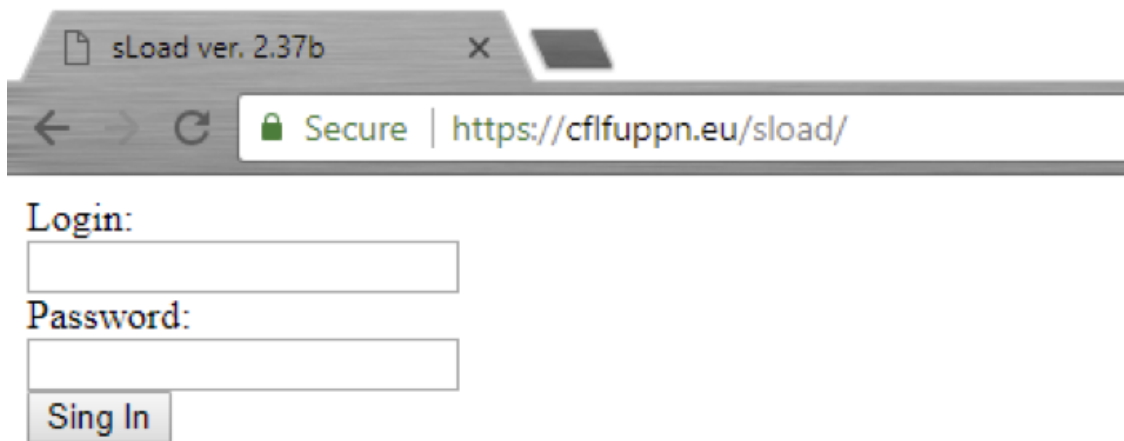 sLoad ver. 2.37b
Secure | https://cflfuppn.eu/sload/
Login:
Password:
Sing In